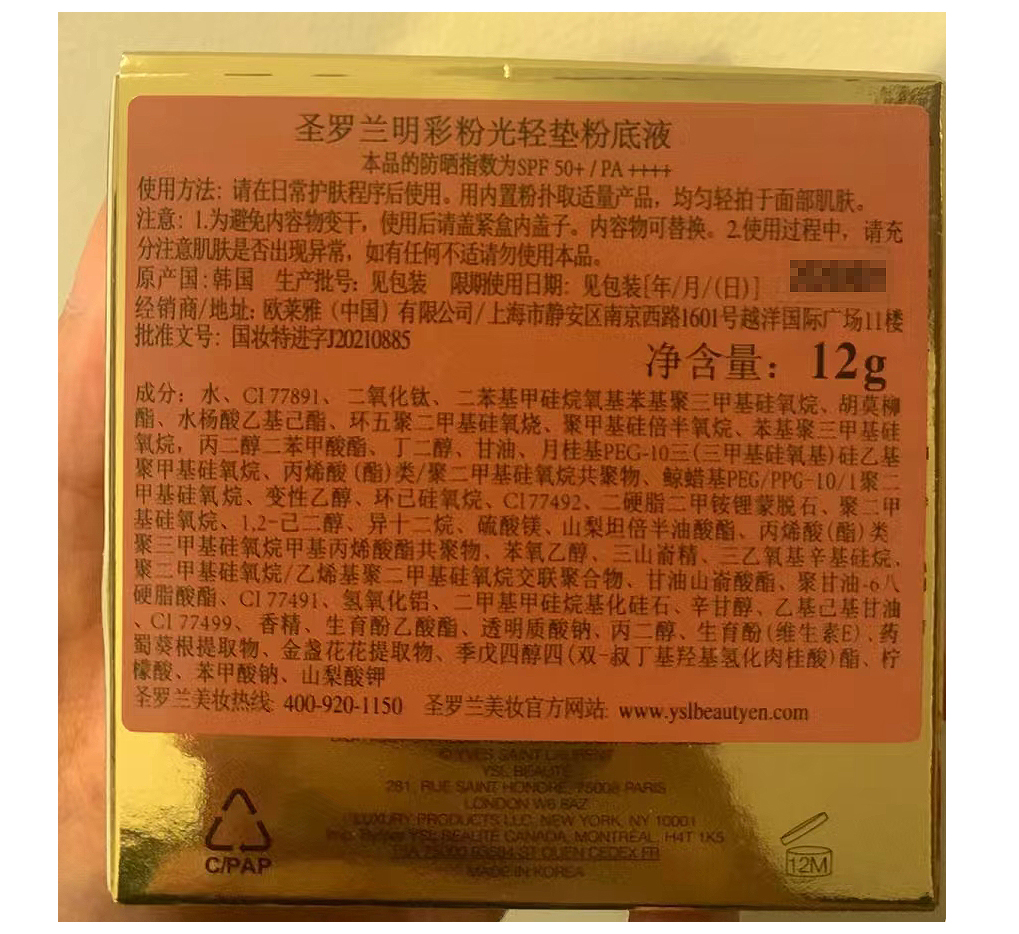 圣罗兰明彩粉光轻垫粉底液
本品的防晒指数为SPF 50+ / PA ++++
使用方法：请在日常护肤程序后使用。用内置粉扑取适量产品，均匀轻拍于面部肌肤。
注意：1.为避免内容物变干，使用后请盖紧盒内盖子。内容物可替换。2.使用过程中，请充
分注意肌肤是否出现异常，如有任何不适请勿使用本品。
原产国：韩国 生产批号：见包装 限期使用日期：见包装[年/月/(日)]
经销商/地址：欧莱雅（中国）有限公司/上海市静安区南京西路1601号越洋国际广场11楼
批准文号：国妆特进字J20210885
净含量：12g
成分：水、CI 77891、二氧化钛、二苯基甲硅烷氧基苯基聚三甲基硅氧烷、胡莫柳
酯、水杨酸乙基己酯、环五聚二甲基硅氧烷、聚甲基硅倍半氧烷、苯基聚三甲基硅
氧烷，丙二醇二苯甲酸酯、丁二醇、甘油、月桂基PEG-10三(三甲基硅氧基)硅乙基
聚甲基硅氧烷、丙烯酸(酯)类/聚二甲基硅氧烷共聚物、鲸蜡基PEG/PPG-10/1聚二
甲基硅氧烷、变性乙醇、环己硅氧烷、CI77492、二硬脂二甲铵锂蒙脱石、聚二甲
基硅氧烷、1,2-己二醇、异十二烷、硫酸镁、山梨坦倍半油酸酯、丙烯酸(酯)类
聚三甲基硅氧烷甲基丙烯酸酯共聚物、苯氧乙醇、三山嵛精、三乙氧基辛基硅烷、
聚二甲基硅氧烷/乙烯基聚二甲基硅氧烷交联聚合物、甘油山嵛酸酯、聚甘油-6八
硬脂酸酯、CI 77491、氢氧化铝、二甲基甲硅烷基化硅石、辛甘醇、乙基己基甘油
、CI 77499、香精、生育酚乙酸酯、透明质酸钠、丙二醇、生育酚(维生素E)、药
蜀葵根提取物、金盏花花提取物、季戊四醇四(双-叔丁基羟基氢化肉桂酸)酯、柠
檬酸、苯甲酸钠、山梨酸钾
圣罗兰美妆热线: 400-920-1150 圣罗兰美妆官方网站: www.yslbeautyen.com
©YVES SAINT LAURENT
YSL BEAUTÉ
281, RUE SAINT HONORÉ, 75008 PARIS
LONDON W6 8AZ
LUXURY PRODUCTS LLC, NEW YORK, NY 10001
YSL BEAUTÉ CANADA, MONTRÉAL, H4T 1K5
ST OUEN CEDEX FR
MADE IN KOREA
C/PAP
12M